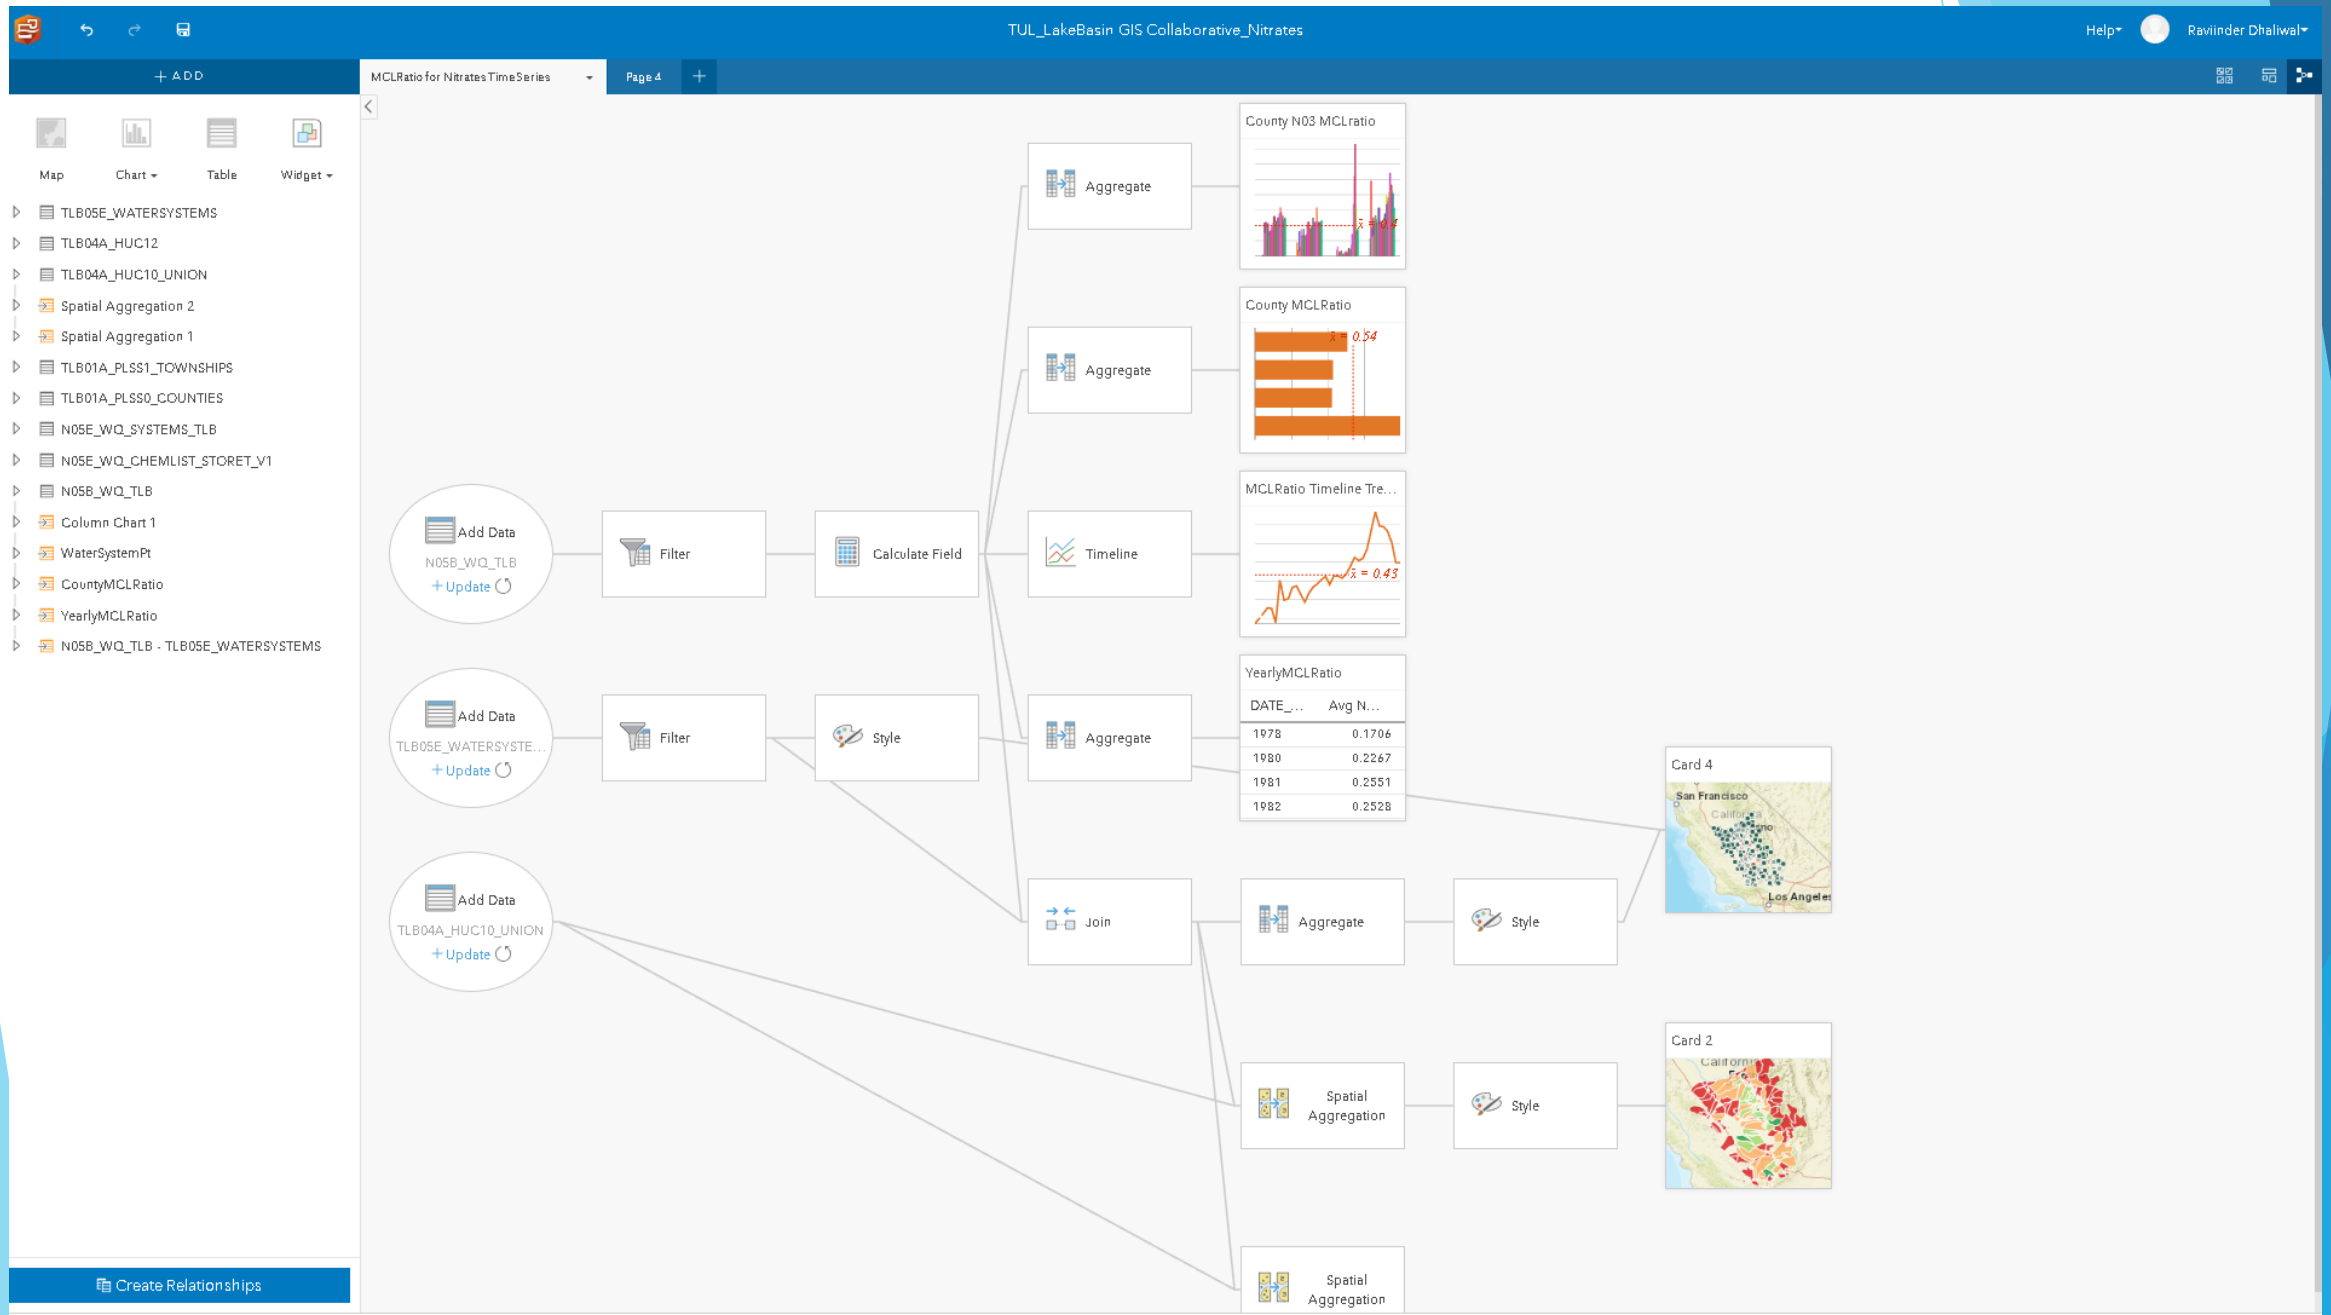 TUL_LakeBasin GIS Collaborative_Nitrates
Help
Raviinder Dhaliwal
+ ADD
MCLRatio for Nitrates TimeSeries
Page 4
Map
Chart
Table
Widget
TLB05E_WATERSYSTEMS
TLB04A_HUC12
TLB04A_HUC10_UNION
Spatial Aggregation 2
Spatial Aggregation 1
TLB01A_PLSS1_TOWNSHIPS
TLB01A_PLSS0_COUNTIES
N05E_WQ_SYSTEMS_TLB
N05E_WQ_CHEMLIST_STORET_V1
N05B_WQ_TLB
Column Chart 1
WaterSystemPt
CountyMCLRatio
YearlyMCLRatio
N05B_WQ_TLB - TLB05E_WATERSYSTEMS
Create Relationships
Aggregate
County N03 MCLratio
x̄ = 0.4
Aggregate
County MCLRatio
x̄ = 0.54
Add Data
N05B_WQ_TLB
+ Update
Filter
Calculate Field
Timeline
MCLRatio Timeline Tre...
x̄ = 0.43
Add Data
TLB05E_WATERSYSTE...
+ Update
Filter
Style
Aggregate
YearlyMCLRatio
DATE_... Avg N...
1978 0.1706
1980 0.2267
1981 0.2551
1982 0.2528
Card 4
San Francisco
California
Los Angeles
Add Data
TLB04A_HUC10_UNION
+ Update
Join
Aggregate
Style
Card 2
Spatial
Aggregation
Style
Spatial
Aggregation